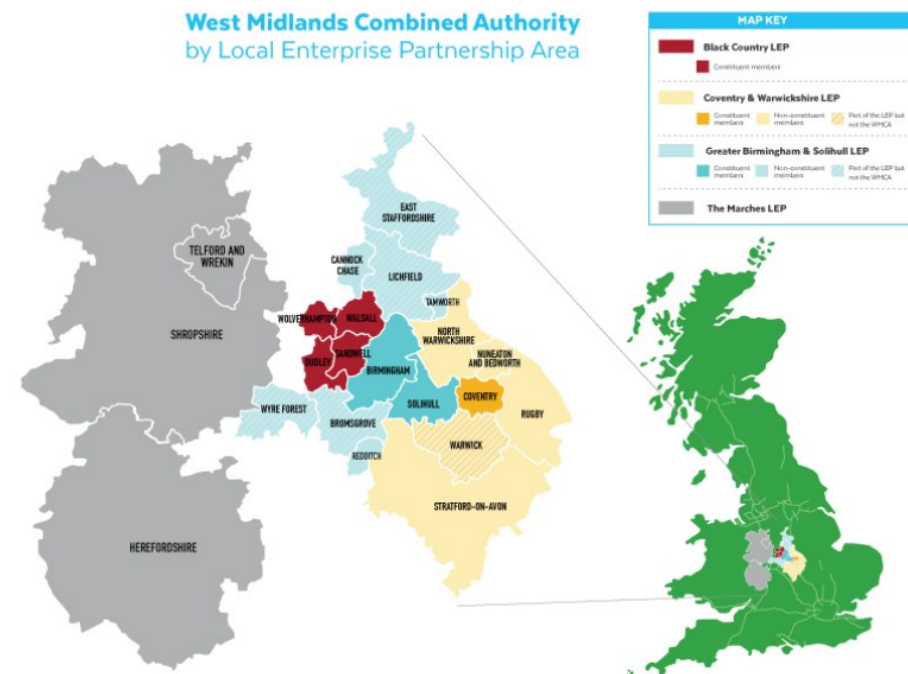 West Midlands Combined Authority
by Local Enterprise Partnership Area
MAP KEY
Black Country LEP
Constituent members
Coventry & Warwickshire LEP
Constituent
members
Non-constituent
members
Part of the LEP but
not the WMCA
Greater Birmingham & Solihull LEP
Constituent
members
Non-constituent
members
Part of the LEP but
not the WMCA
The Marches LEP
EAST
STAFFORDSHIRE
TELFORD AND
WREKIN
CANNOCK
CHASE
LICHFIELD
TAMWORTH
WOLVERHAMPTON
WALSALL
SHROPSHIRE
NORTH
WARWICKSHIRE
DUDLEY
SANDWELL
BIRMINGHAM
NUNEATON
AND BEDWORTH
SOLIHULL
COVENTRY
WYRE FOREST
BROMSGROVE
RUGBY
REDDITCH
WARWICK
STRATFORD-ON-AVON
HEREFORDSHIRE